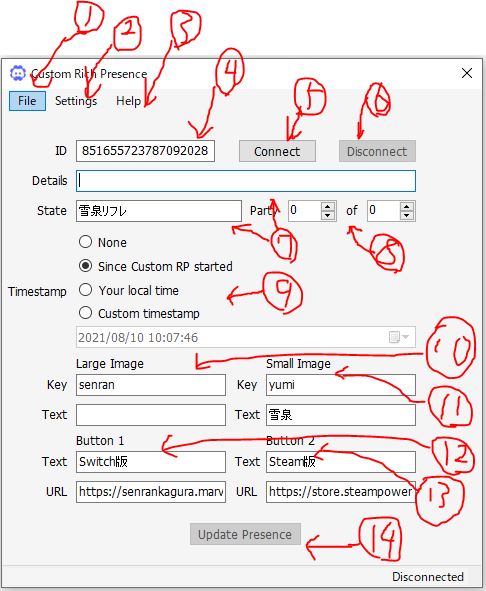 1 2 3
4
Custom Rich Presence
5 6
File Settings Help
ID 851655723787092028 Connect Disconnect
Details
State 雪泉リフレ Party 0 of 0
7 8
None
Since Custom RP started
Timestamp Your local time
9
Custom timestamp
2021/08/10 10:07:46
10
Large Image Small Image
Key senran Key yumi
11
Text Text 雪泉
Button 1 Button 2
12
Text Switch版 Text Steam版
13
URL https://senrankagura.marv URL https://store.steampower
Update Presence
14
Disconnected